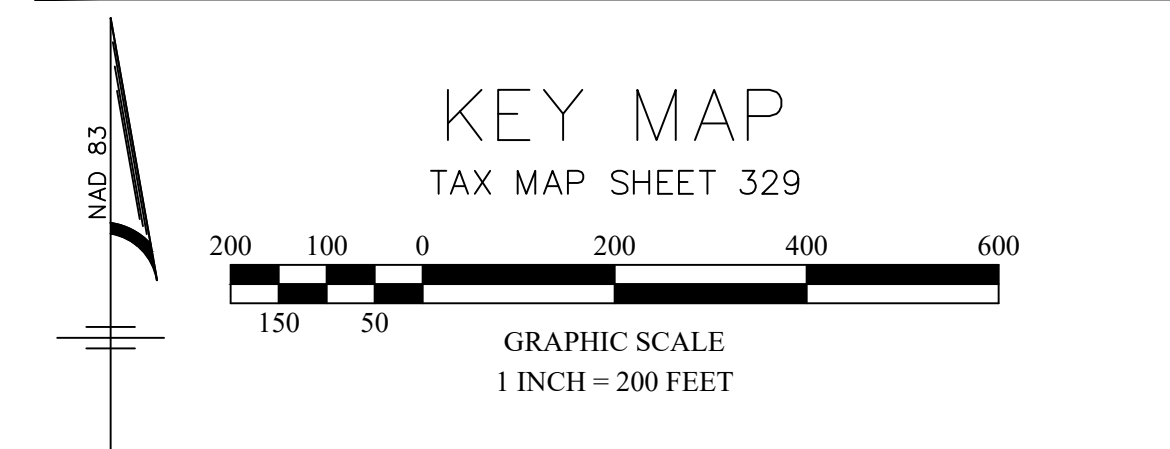 NAD 83
KEY MAP
TAX MAP SHEET 329
200 100 0 200 400 600
150 50
GRAPHIC SCALE
1 INCH = 200 FEET